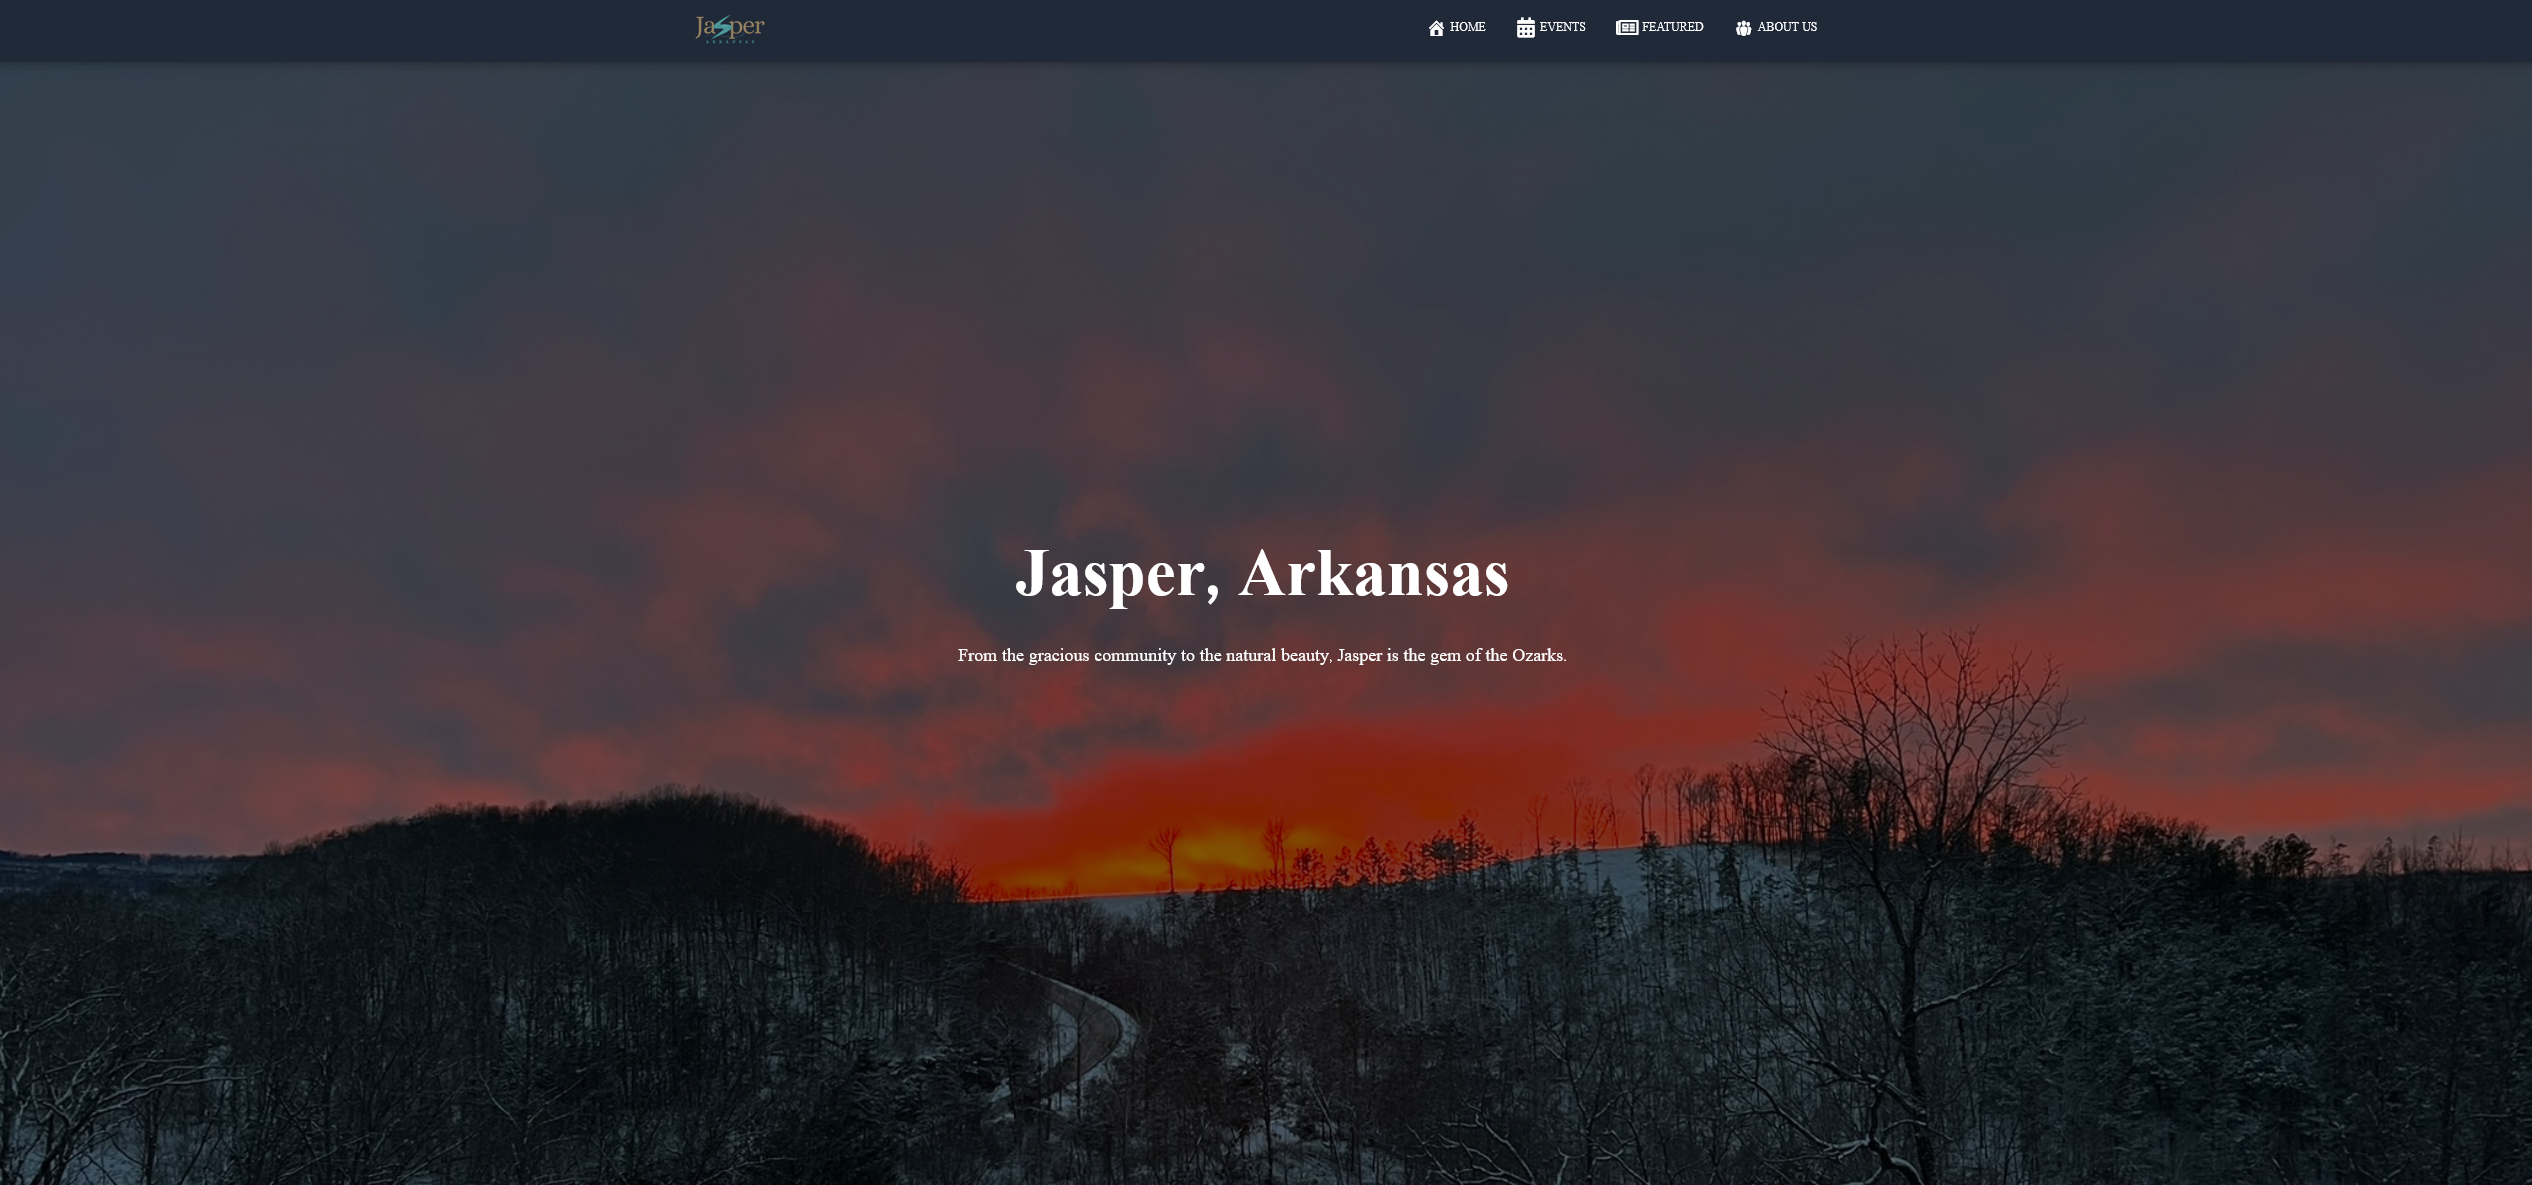 Jasper
ARKANSAS
HOME
EVENTS
FEATURED
ABOUT US
Jasper, Arkansas
From the gracious community to the natural beauty, Jasper is the gem of the Ozarks.